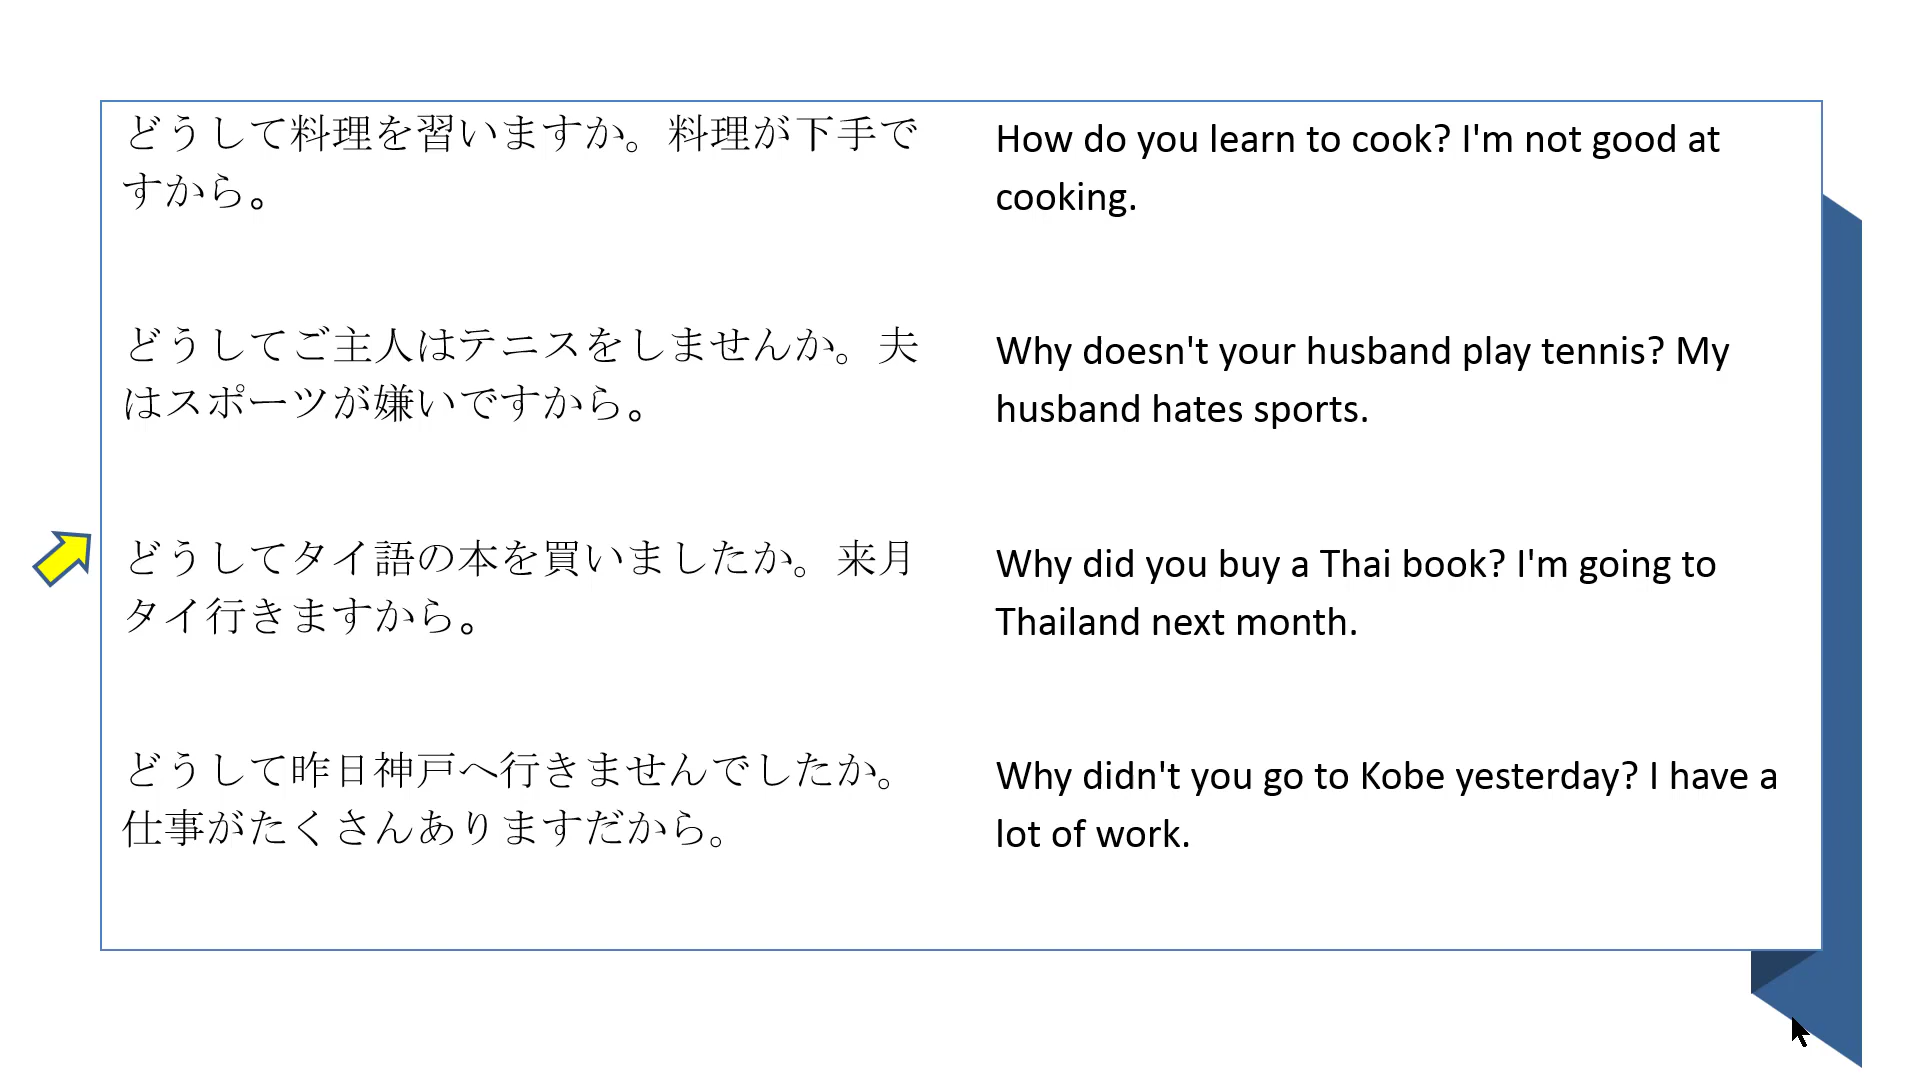 どうして料理を習いますか。料理が下手で
すから。
How do you learn to cook? I'm not good at
cooking.
どうしてご主人はテニスをしませんか。夫
はスポーツが嫌いですから。
Why doesn't your husband play tennis? My
husband hates sports.
どうしてタイ語の本を買いましたか。来月
タイ行きますから。
Why did you buy a Thai book? I'm going to
Thailand next month.
どうして昨日神戸へ行きませんでしたか。
仕事がたくさんありますだから。
Why didn't you go to Kobe yesterday? I have a
lot of work.